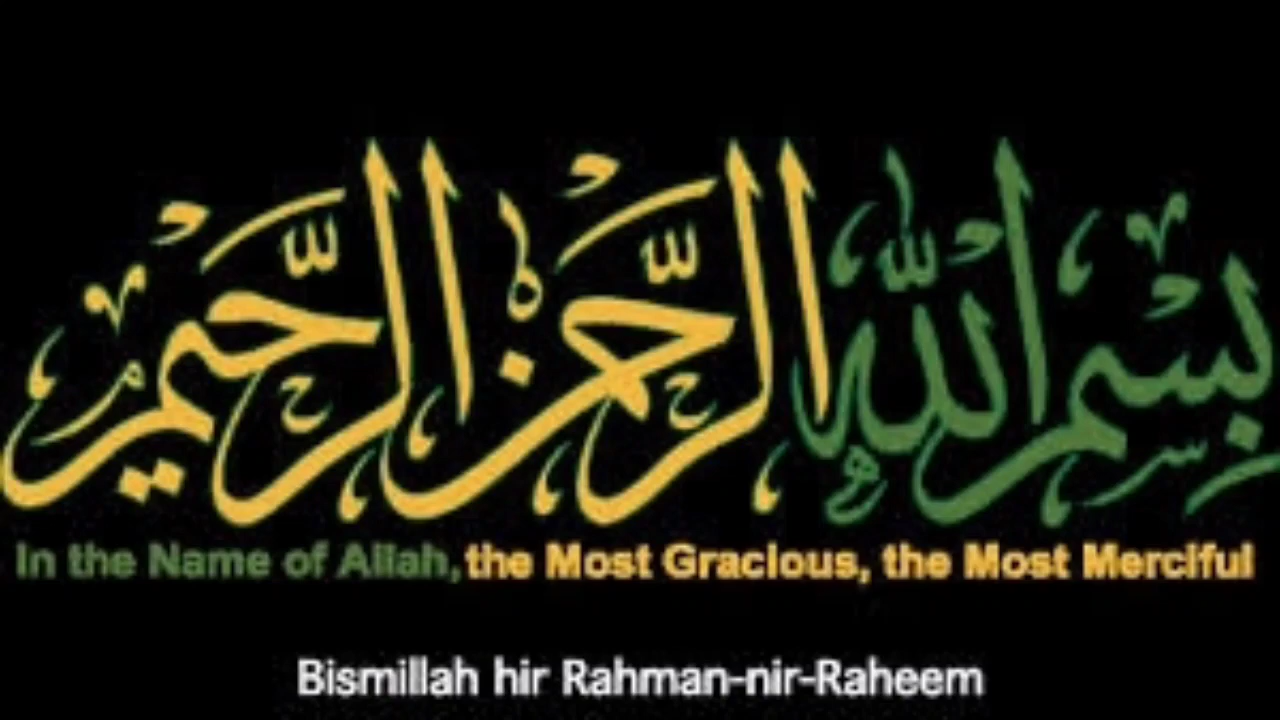 بسم الله الرحمن الرحيم
In the Name of Allah, the Most Gracious, the Most Merciful
Bismillah hir Rahman-nir-Raheem